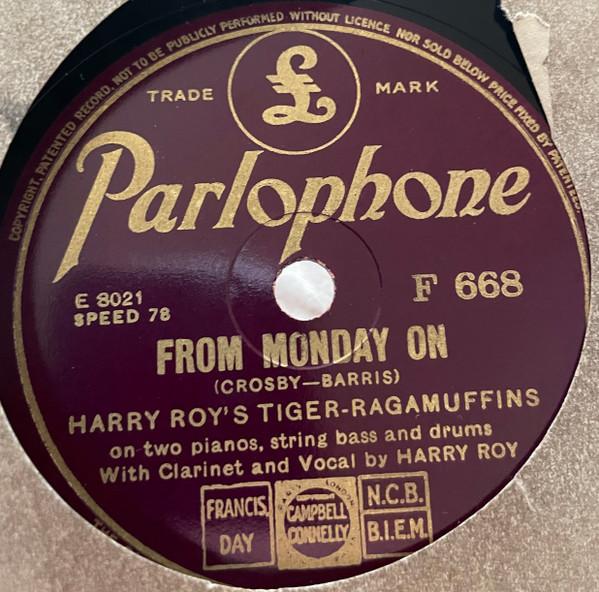 COPYRIGHT. PATENTED RECORD. NOT TO BE PUBLICLY PERFORMED WITHOUT LICENCE NOR SOLD BELOW PRICE FIXED BY PATENTEE.
TRADE £ MARK
Parlophone
E 8021
F 668
SPEED 78
FROM MONDAY ON
(CROSBY—BARRIS)
HARRY ROY'S TIGER-RAGAMUFFINS
on two pianos, string bass and drums
With Clarinet and Vocal by HARRY ROY
FRANCIS, DAY
CAMPBELL CONNELLY
LONDON
N.C.B.
B.I.E.M.
THE